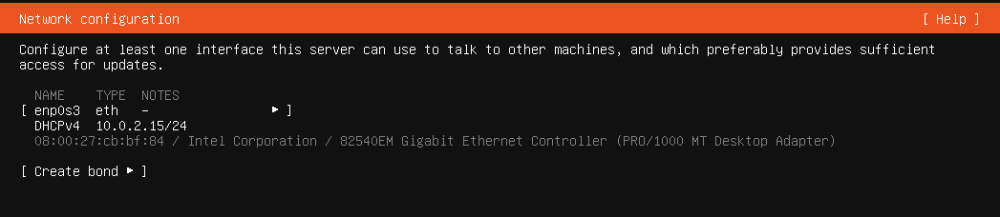 Network configuration [ Help ]
Configure at least one interface this server can use to talk to other machines, and which preferably provides sufficient
access for updates.
NAME TYPE NOTES
[ enp0s3 eth - ▸ ]
DHCPv4 10.0.2.15/24
08:00:27:cb:bf:84 / Intel Corporation / 82540EM Gigabit Ethernet Controller (PRO/1000 MT Desktop Adapter)
[ Create bond ▸ ]